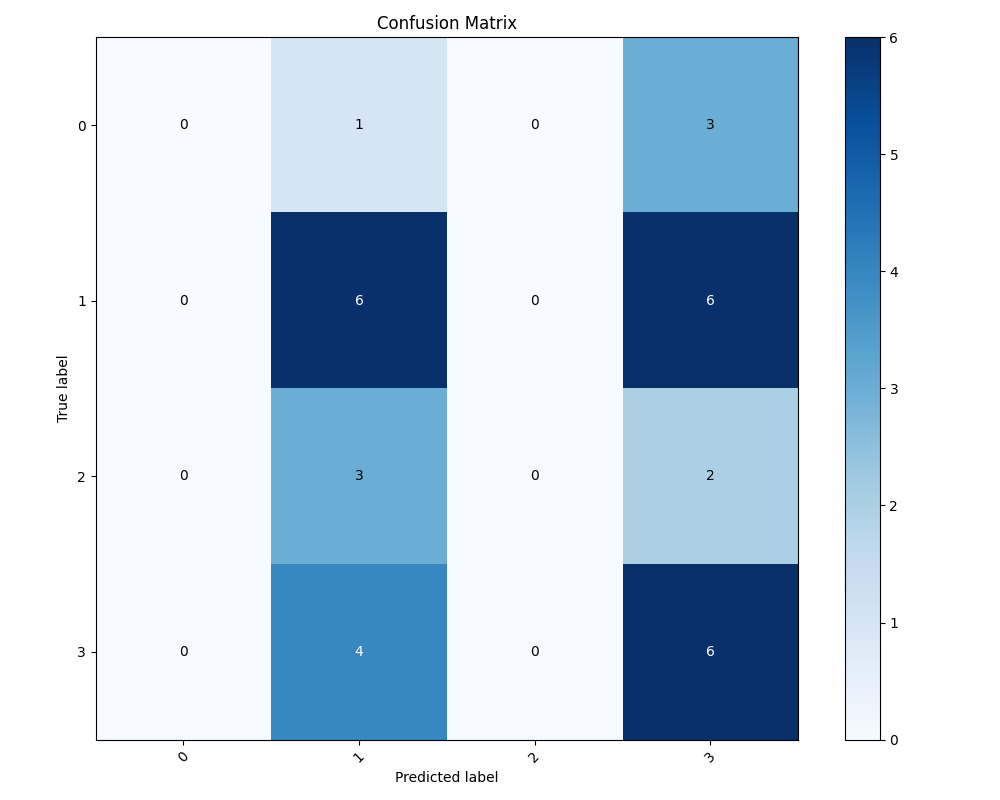 Confusion Matrix
0 0 1 0 3
1 0 6 0 6
2 0 3 0 2
3 0 4 0 6
0 1 2 3
Predicted label
True label
6
5
4
3
2
1
0